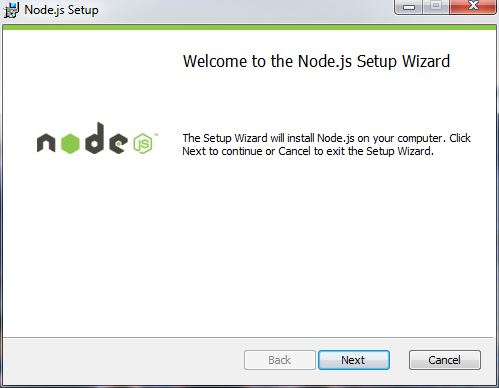 Node.js Setup
Welcome to the Node.js Setup Wizard
node JS™
The Setup Wizard will install Node.js on your computer. Click
Next to continue or Cancel to exit the Setup Wizard.
Back
Next
Cancel